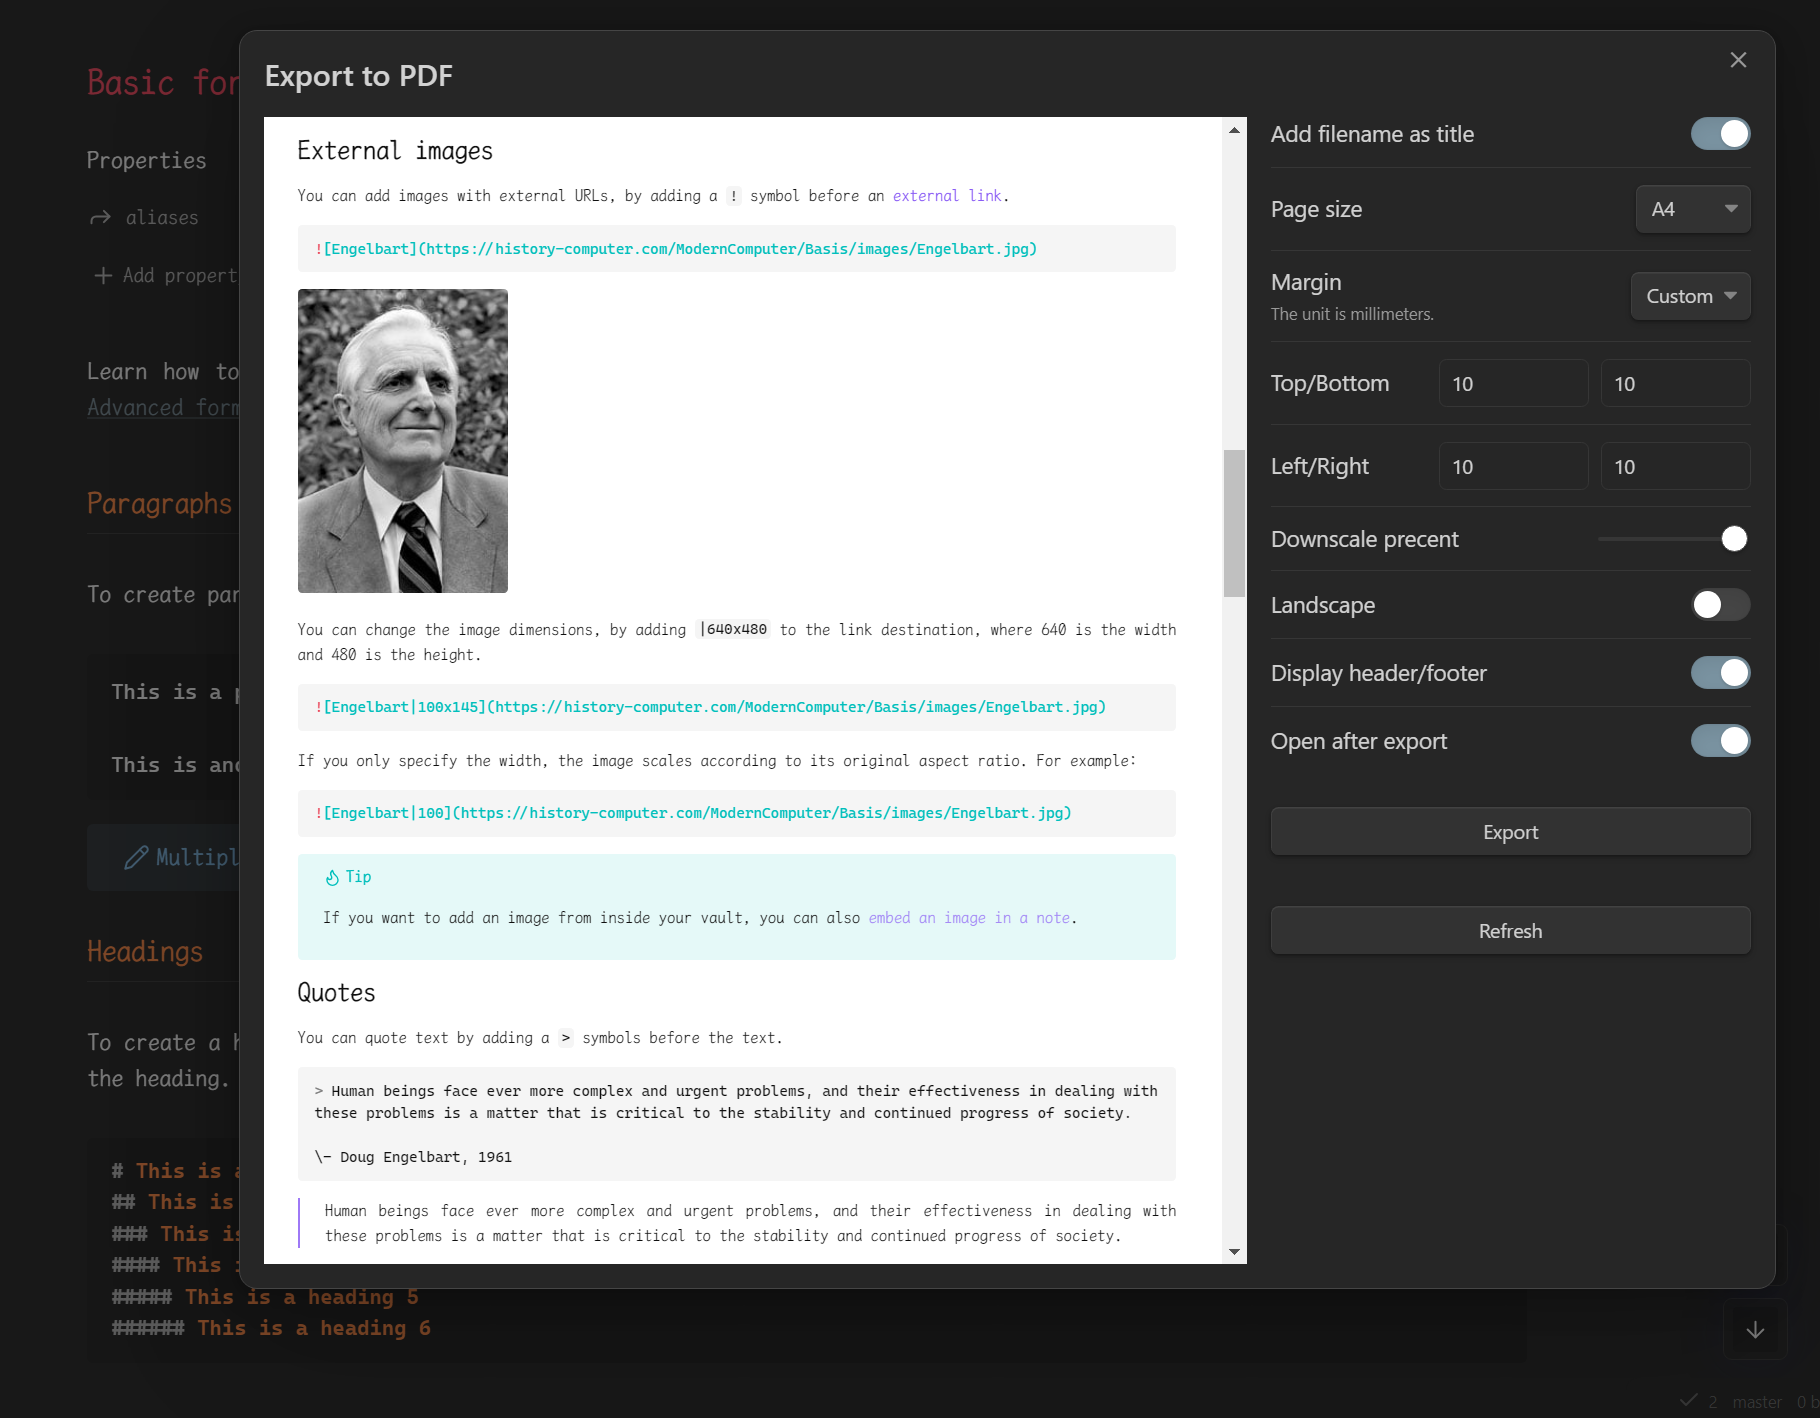 Basic for
Properties
aliases
Add propert
Learn how to
Advanced form
Paragraphs
To create par
This is a p
This is and
Multipl
Headings
To create a h
the heading.
# This is a
## This is
### This is
#### This i
##### This is a heading 5
###### This is a heading 6
Export to PDF
External images
You can add images with external URLs, by adding a ! symbol before an external link.
![Engelbart](https://history-computer.com/ModernComputer/Basis/images/Engelbart.jpg)
You can change the image dimensions, by adding |640x480 to the link destination, where 640 is the width
and 480 is the height.
![Engelbart|100x145](https://history-computer.com/ModernComputer/Basis/images/Engelbart.jpg)
If you only specify the width, the image scales according to its original aspect ratio. For example:
![Engelbart|100](https://history-computer.com/ModernComputer/Basis/images/Engelbart.jpg)
Tip
If you want to add an image from inside your vault, you can also embed an image in a note.
Quotes
You can quote text by adding a > symbols before the text.
> Human beings face ever more complex and urgent problems, and their effectiveness in dealing with
these problems is a matter that is critical to the stability and continued progress of society.
\- Doug Engelbart, 1961
Human beings face ever more complex and urgent problems, and their effectiveness in dealing with
these problems is a matter that is critical to the stability and continued progress of society.
Add filename as title
Page size A4
Margin Custom
The unit is millimeters.
Top/Bottom 10 10
Left/Right 10 10
Downscale precent
Landscape
Display header/footer
Open after export
Export
Refresh
2 master 0 b